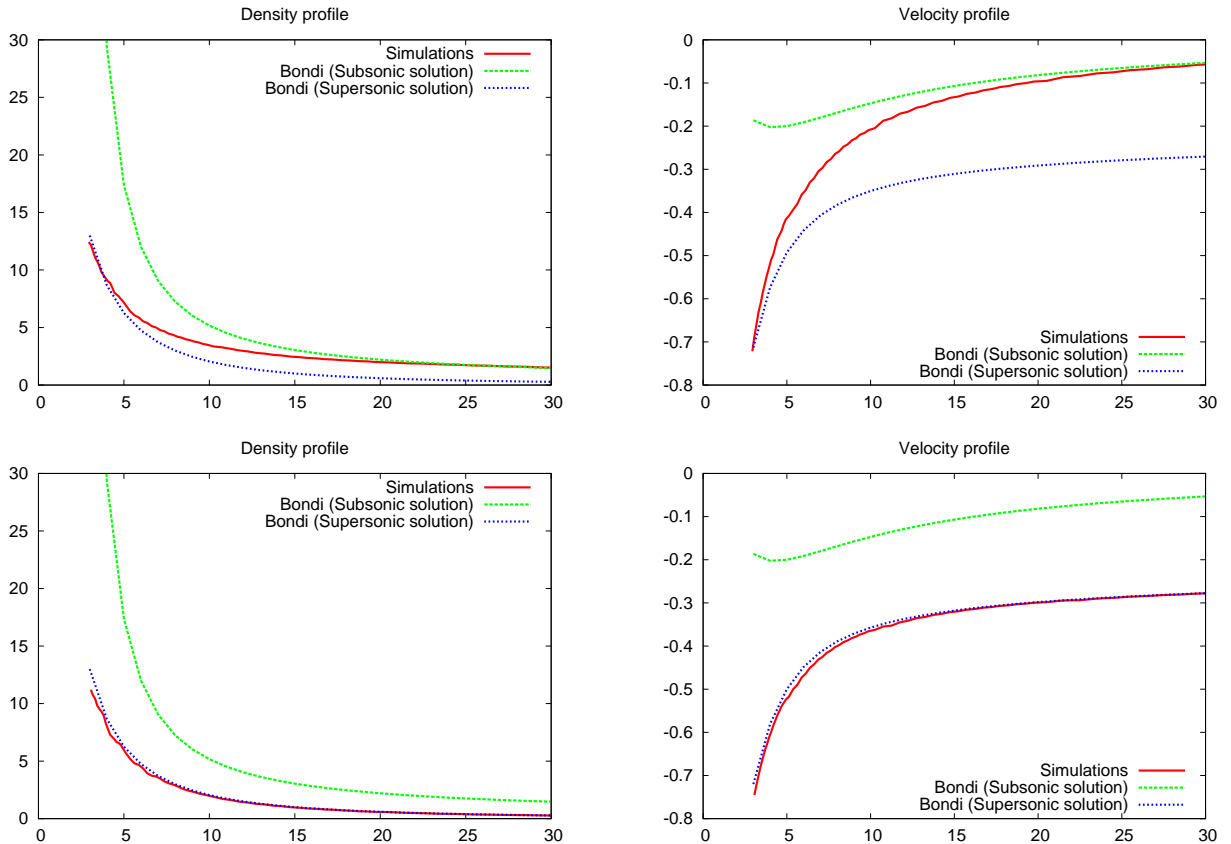 Density profile
30
25
20
15
10
5
0
0 5 10 15 20 25 30
Simulations
Bondi (Subsonic solution)
Bondi (Supersonic solution)
Velocity profile
0
-0.1
-0.2
-0.3
-0.4
-0.5
-0.6
-0.7
-0.8
0 5 10 15 20 25 30
Simulations
Bondi (Subsonic solution)
Bondi (Supersonic solution)
Density profile
30
25
20
15
10
5
0
0 5 10 15 20 25 30
Simulations
Bondi (Subsonic solution)
Bondi (Supersonic solution)
Velocity profile
0
-0.1
-0.2
-0.3
-0.4
-0.5
-0.6
-0.7
-0.8
0 5 10 15 20 25 30
Simulations
Bondi (Subsonic solution)
Bondi (Supersonic solution)